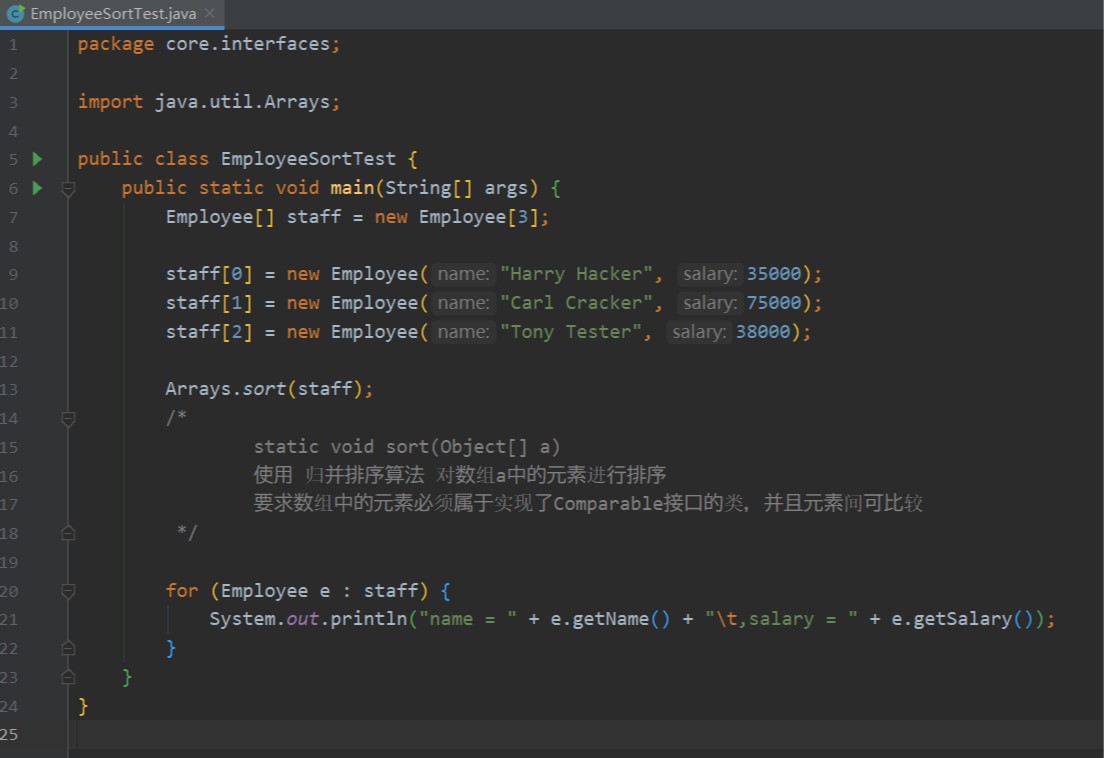 EmployeeSortTest.java
1 package core.interfaces;
2
3 import java.util.Arrays;
4
5 public class EmployeeSortTest {
6 public static void main(String[] args) {
7 Employee[] staff = new Employee[3];
8
9 staff[0] = new Employee( name: "Harry Hacker", salary: 35000);
10 staff[1] = new Employee( name: "Carl Cracker", salary: 75000);
11 staff[2] = new Employee( name: "Tony Tester", salary: 38000);
12
13 Arrays.sort(staff);
14 /*
15 static void sort(Object[] a)
16 使用 归并排序算法 对数组a中的元素进行排序
17 要求数组中的元素必须属于实现了Comparable接口的类，并且元素间可比较
18 */
19
20 for (Employee e : staff) {
21 System.out.println("name = " + e.getName() + "\t,salary = " + e.getSalary());
22 }
23 }
24 }
25